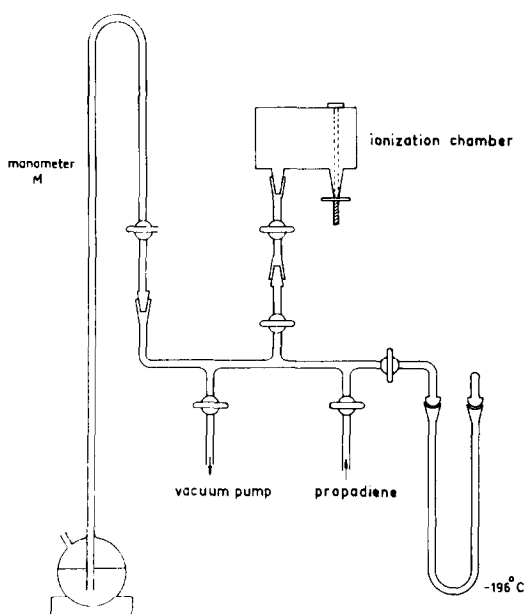 ionization chamber
manometer
M
vacuum pump
propadiene
-196°C